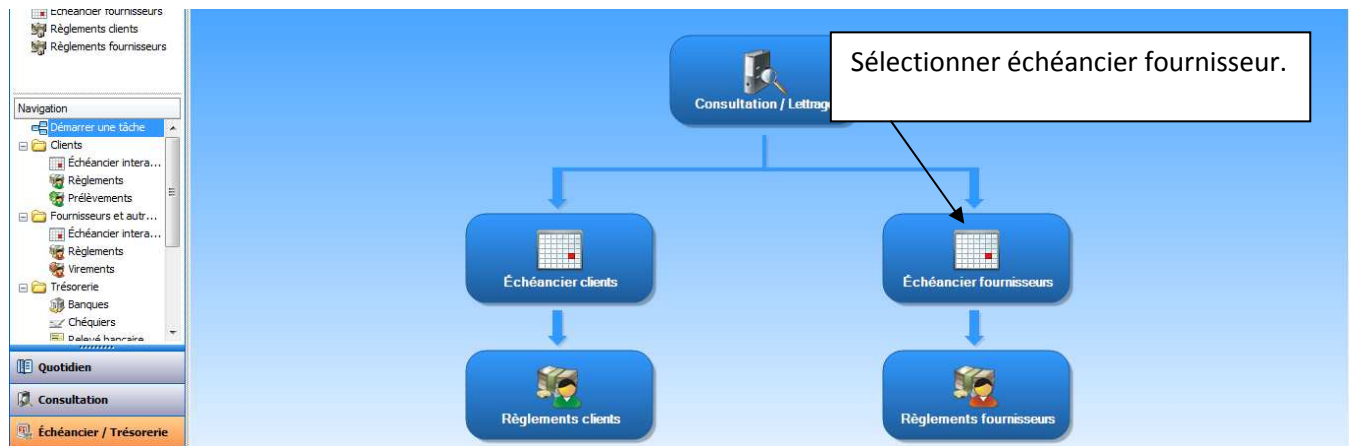 Échéancier fournisseurs
Règlements clients
Règlements fournisseurs
Navigation
Démarrer une tâche
Clients
Échéancier intera...
Règlements
Prélèvements
Fournisseurs et autr...
Échéancier intera...
Règlements
Virements
Trésorerie
Banques
Chéquiers
Relevé bancaire
Quotidien
Consultation
Échéancier / Trésorerie
Consultation / Lettrage
Sélectionner échéancier fournisseur.
Échéancier clients
Échéancier fournisseurs
Règlements clients
Règlements fournisseurs